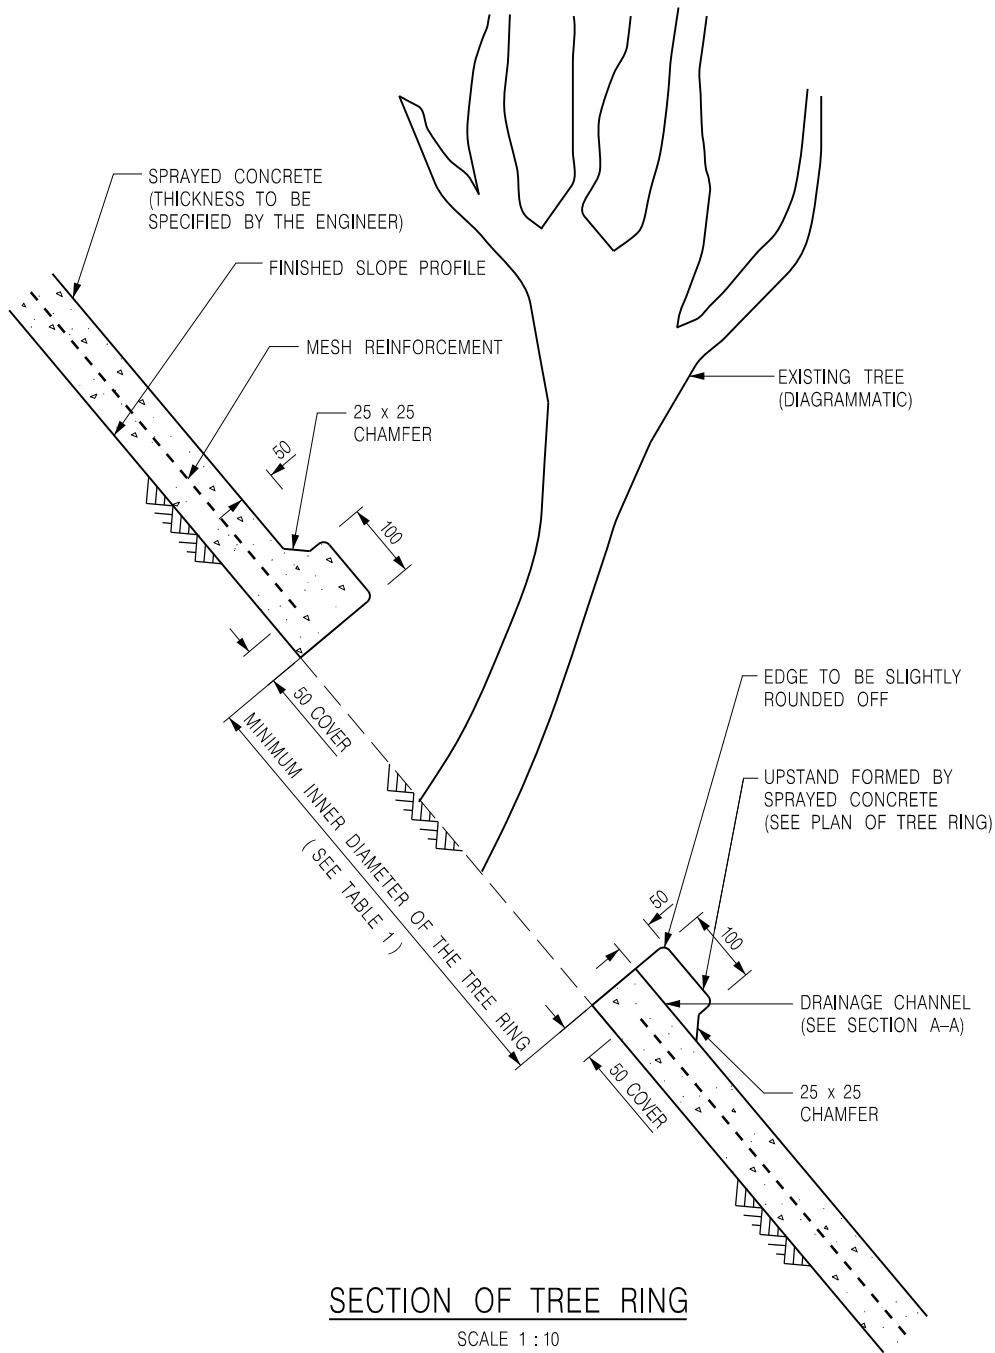 SPRAYED CONCRETE
(THICKNESS TO BE
SPECIFIED BY THE ENGINEER)
FINISHED SLOPE PROFILE
MESH REINFORCEMENT
EXISTING TREE
(DIAGRAMMATIC)
25 x 25
CHAMFER
50
100
50 COVER
MINIMUM INNER DIAMETER OF THE TREE RING
(SEE TABLE 1)
EDGE TO BE SLIGHTLY
ROUNDED OFF
UPSTAND FORMED BY
SPRAYED CONCRETE
(SEE PLAN OF TREE RING)
50
100
DRAINAGE CHANNEL
(SEE SECTION A-A)
50 COVER
25 x 25
CHAMFER
SECTION OF TREE RING
SCALE 1 : 10